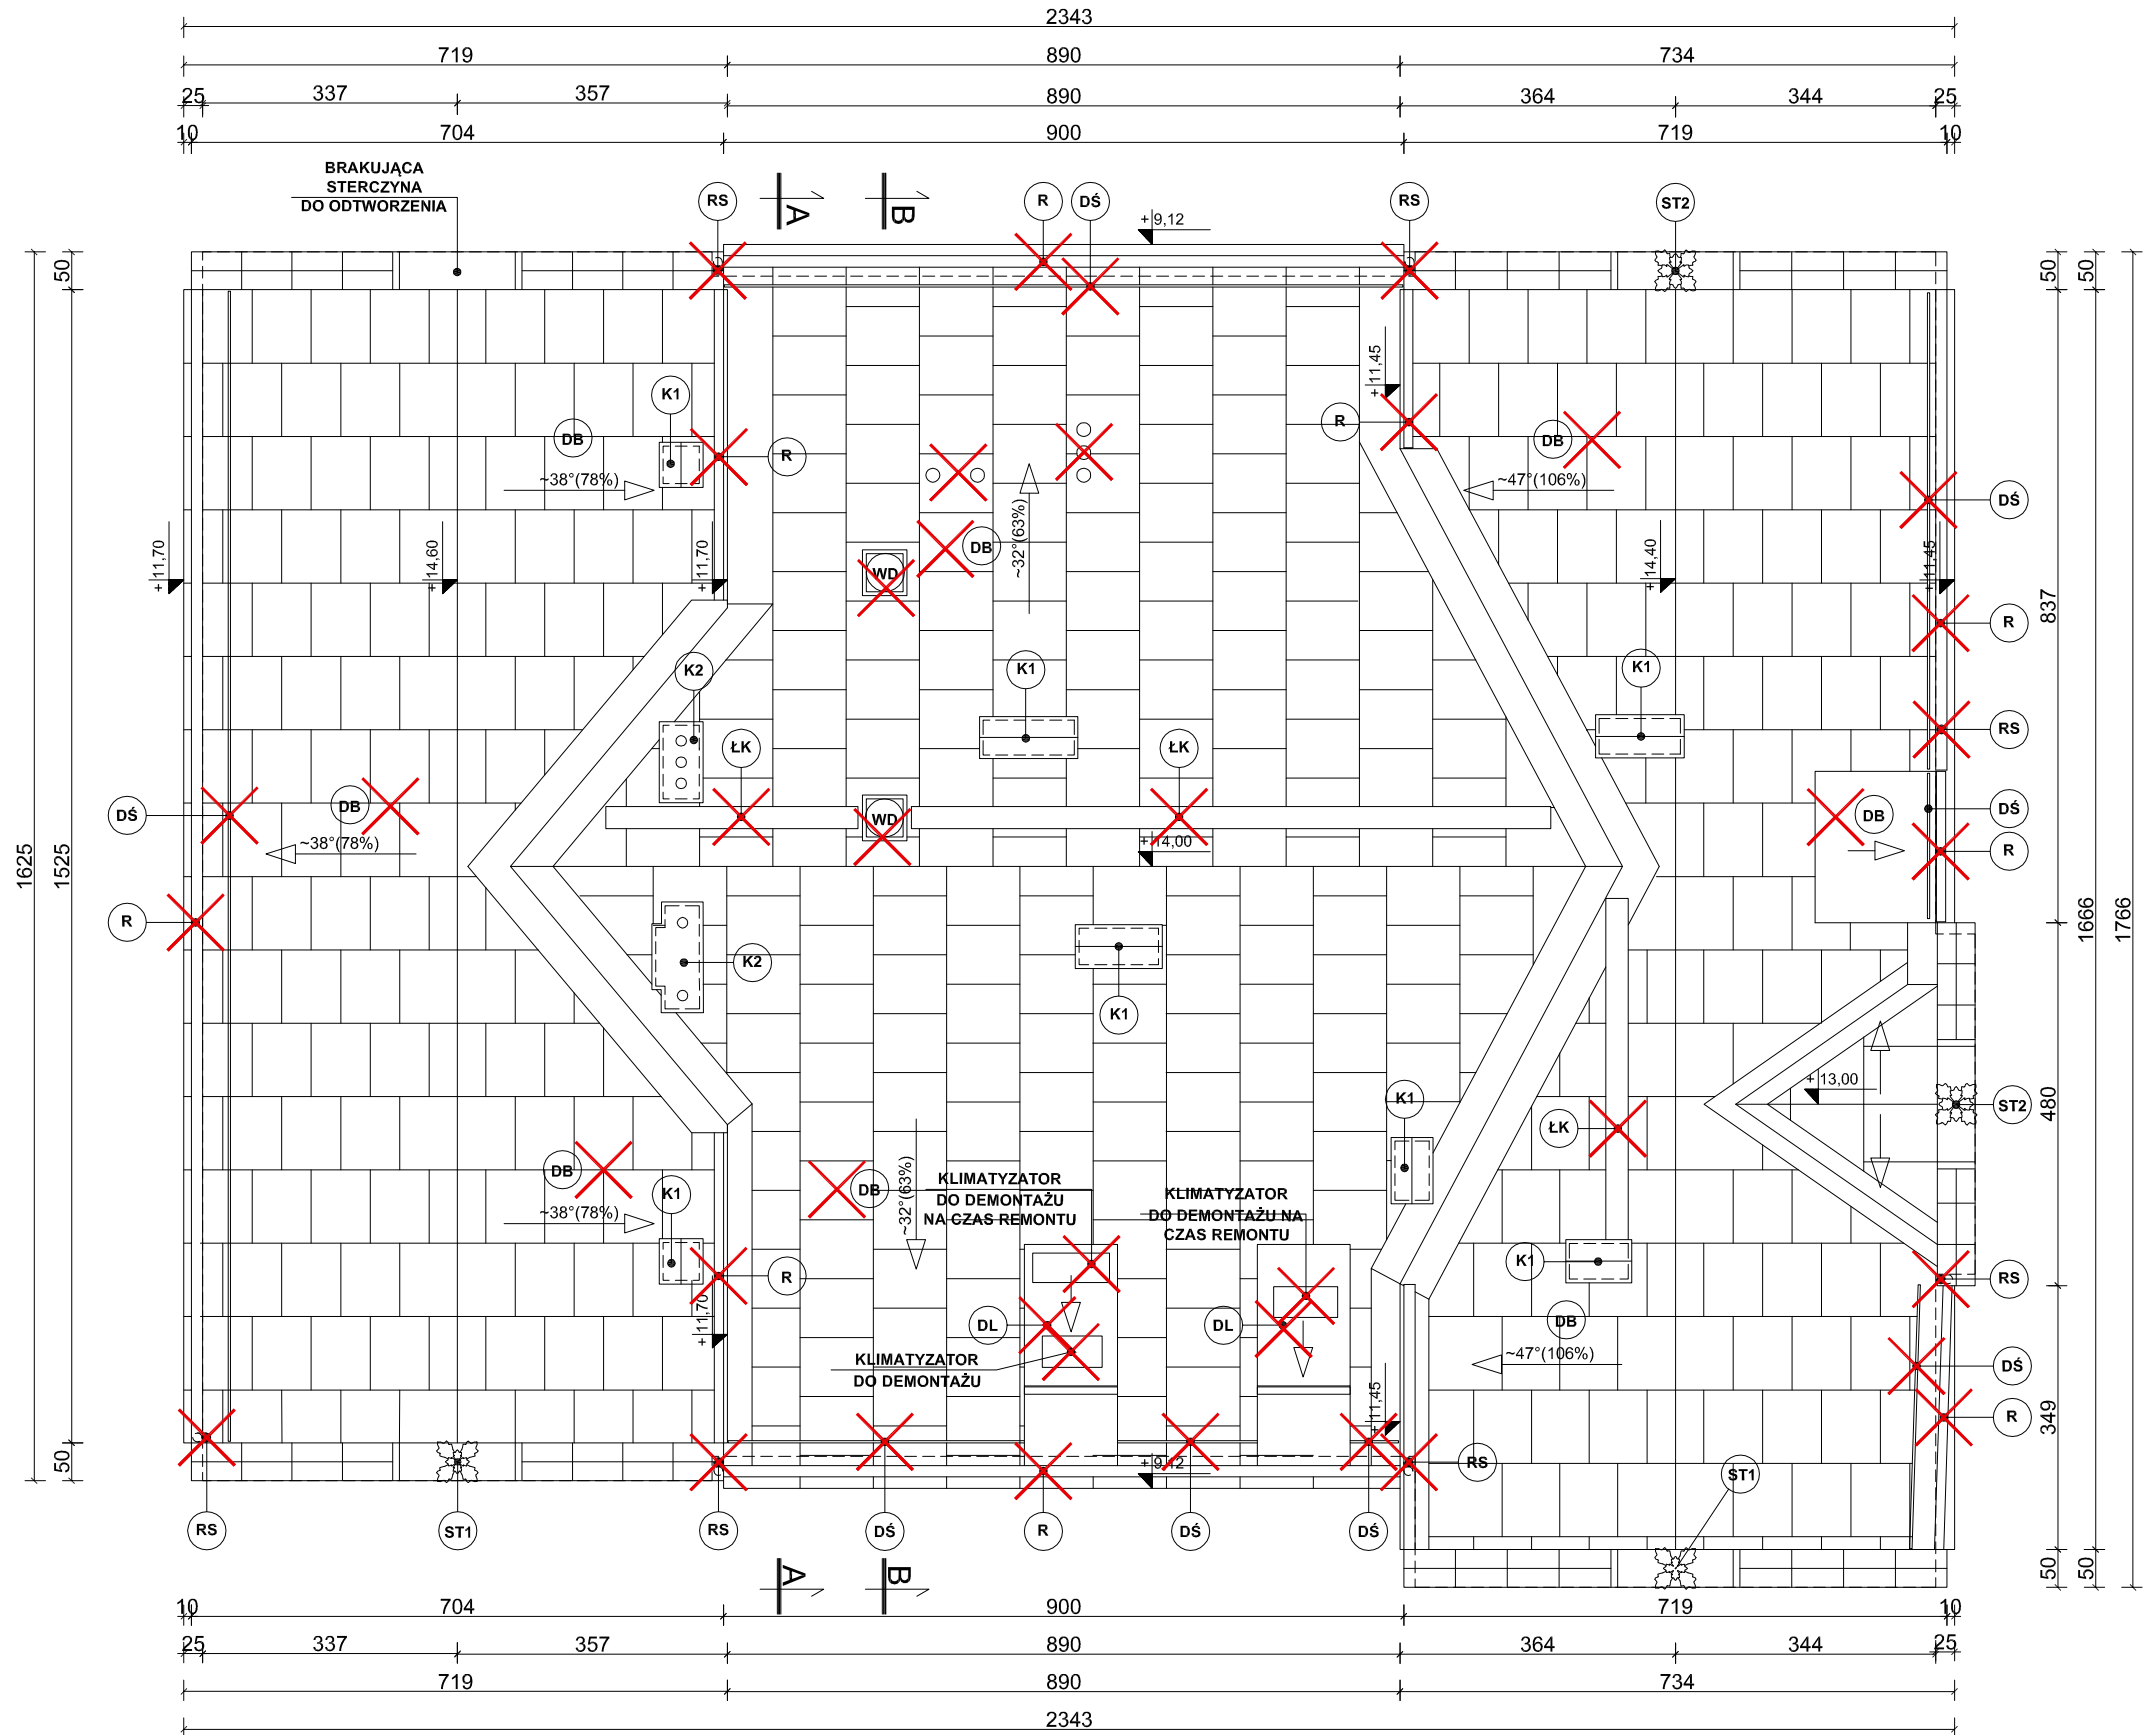 2343
719 890 734
25 337 357 890 364 344 25
10 704 900 719 10
BRAKUJĄCA
STERCZYNA
DO ODTWORZENIA
RS A B R DŚ RS ST2
+9,12
50 50 50
+11,45
K1
R
DB DB
R
~38°(78%) ~47°(106%)
DŚ
~32°(63%)
DB
WD
+11,70 +14,60 +11,70 +14,40 +11,45
837
R
K2 K1 K1
RS
ŁK ŁK
DB
DŚ
WD
DB
DŚ
~38°(78%)
+14,00
R
1625 1525
R
1666 1766
K2
K1
+13,00
K1
480
ST2
ŁK
DB
K1
DB
~32°(63%)
KLIMATYZATOR
DO DEMONTAŻU
NA CZAS REMONTU
KLIMATYZATOR
DO DEMONTAŻU NA
CZAS REMONTU
~38°(78%)
K1
R
RS
DL DL
DB
+11,70
~47°(106%)
KLIMATYZATOR
DO DEMONTAŻU
DŚ
+11,45
R
349
50
+9,12
RS
ST1
RS ST1 RS DŚ R DŚ DŚ
A B
50 50
10 704 900 719 10
25 337 357 890 364 344 25
719 890 734
2343